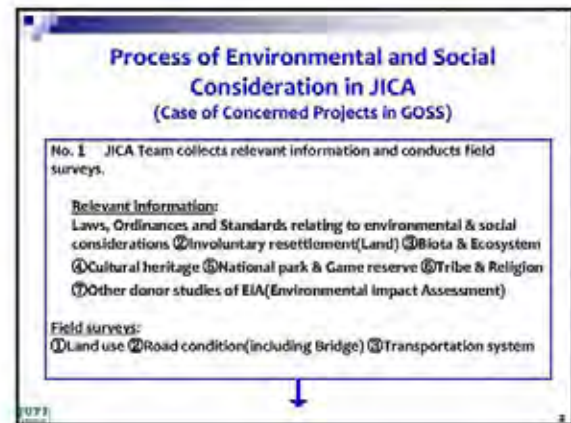 Process of Environmental and Social
Consideration in JICA
(Case of Concerned Projects in GOSS)
No. 1 JICA Team collects relevant information and conducts field
surveys.
Relevant information:
Laws, Ordinances and Standards relating to environmental & social
considerations ②Involuntary resettlement(Land) ③Biota & Ecosystem
④Cultural heritage ⑤National park & Game reserve ⑥Tribe & Religion
⑦Other donor studies of EIA(Environmental Impact Assessment)
Field surveys:
①Land use ②Road condition(including Bridge) ③Transportation system
2